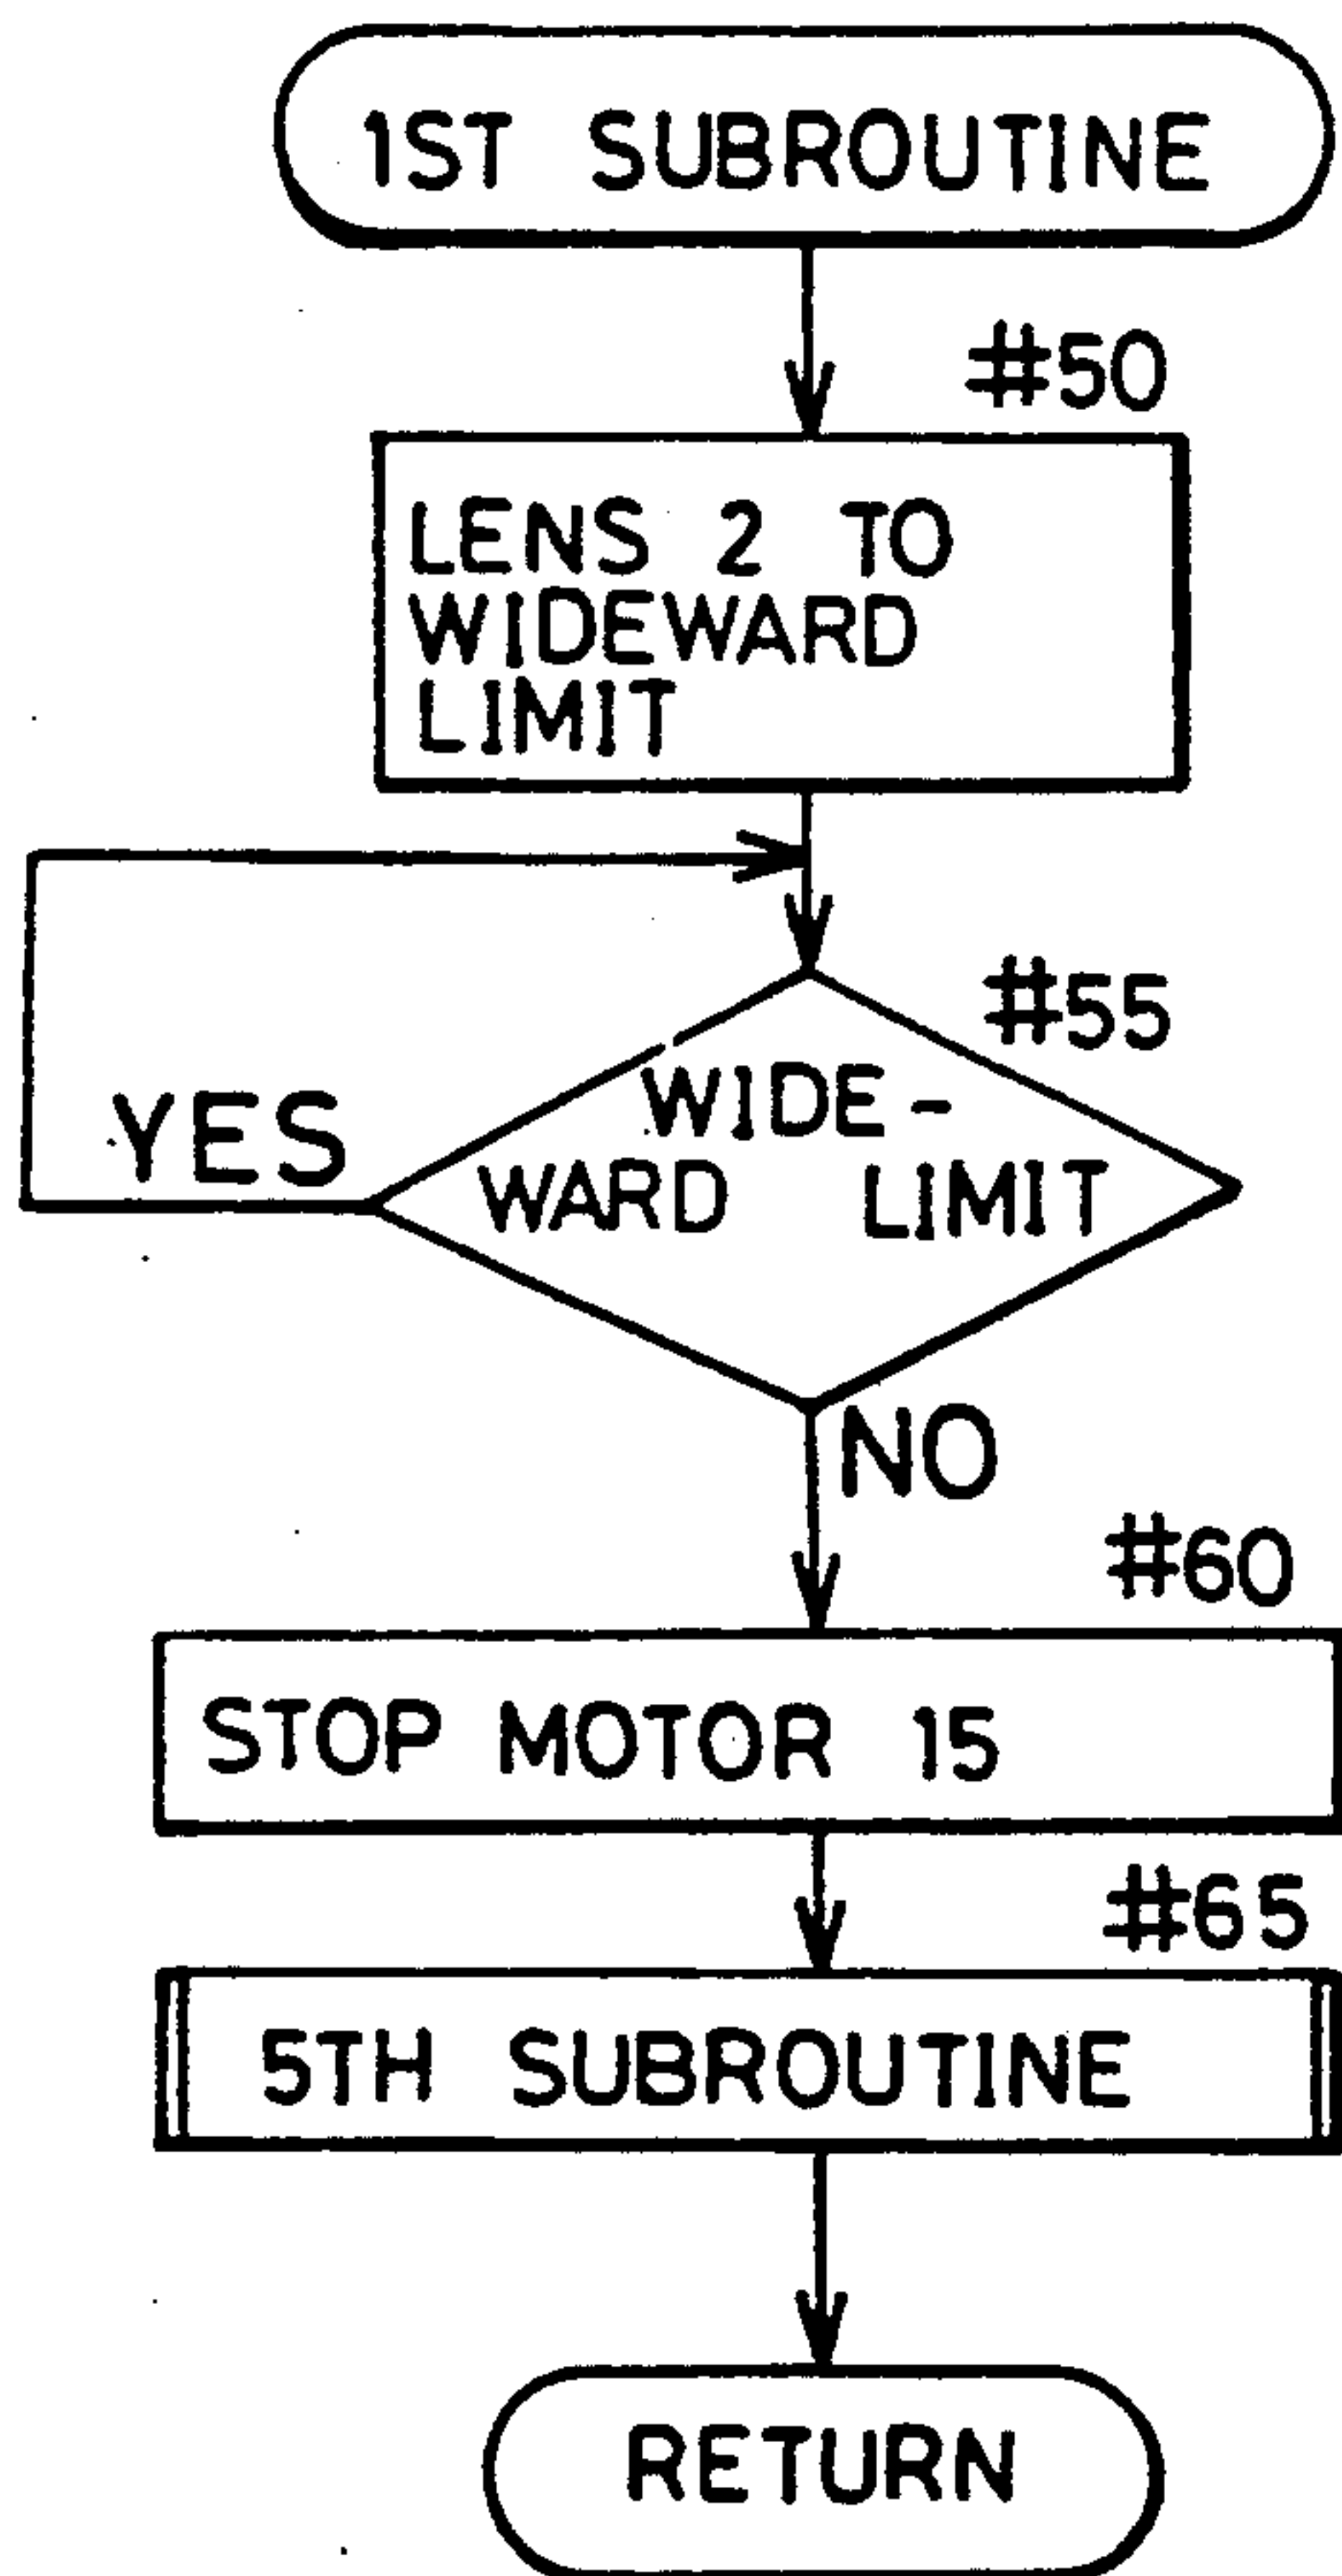 1ST SUBROUTINE
#50
LENS 2 TO
WIDEWARD
LIMIT
#55
WIDE-
WARD LIMIT
YES
NO
#60
STOP MOTOR 15
#65
5TH SUBROUTINE
RETURN